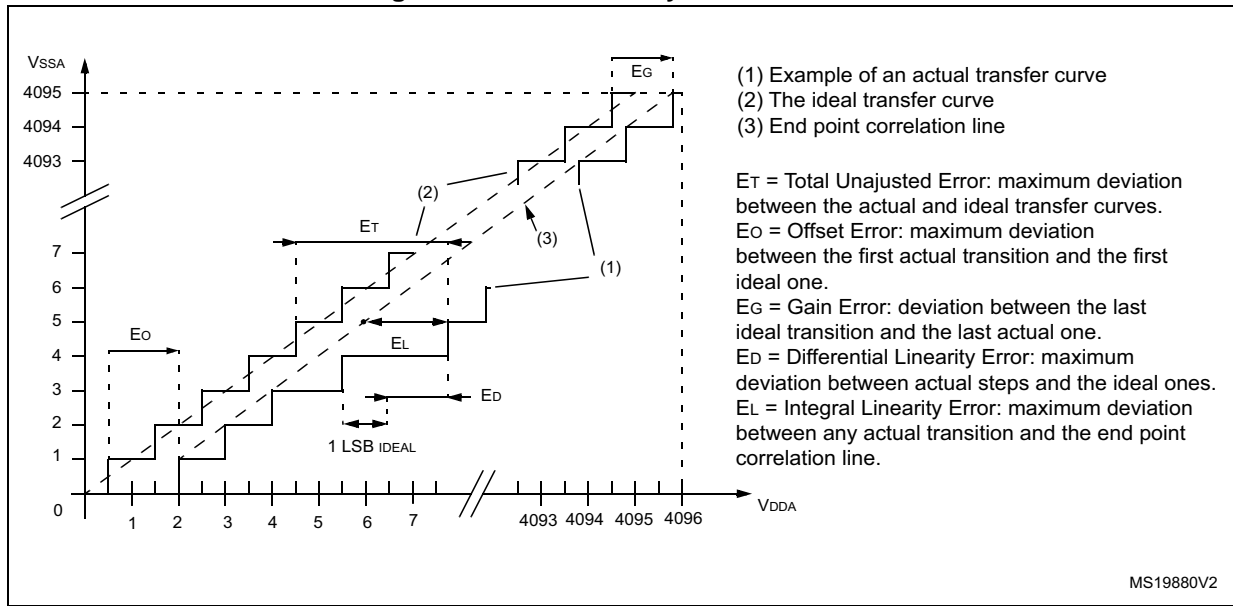 VSSA
EG
4095
4094
4093
(2)
ET
(3)
7
(1)
6
5
EO
EL
4
3
ED
2
1 LSB IDEAL
1
0
1 2 3 4 5 6 7 4093 4094 4095 4096
VDDA
(1) Example of an actual transfer curve
(2) The ideal transfer curve
(3) End point correlation line
ET = Total Unajusted Error: maximum deviation
between the actual and ideal transfer curves.
EO = Offset Error: maximum deviation
between the first actual transition and the first
ideal one.
EG = Gain Error: deviation between the last
ideal transition and the last actual one.
ED = Differential Linearity Error: maximum
deviation between actual steps and the ideal ones.
EL = Integral Linearity Error: maximum deviation
between any actual transition and the end point
correlation line.
MS19880V2